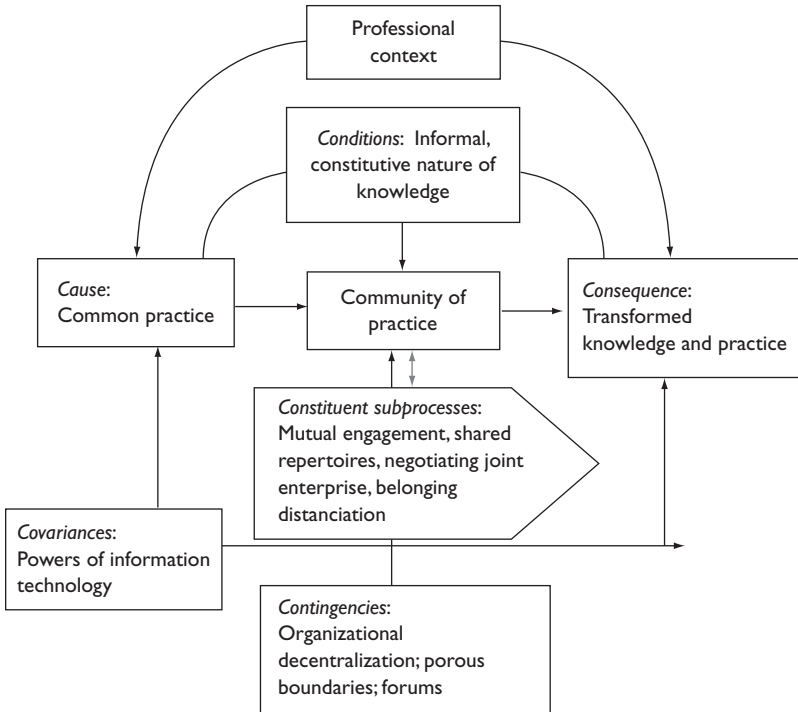 Professional
context
Conditions: Informal,
constitutive nature of
knowledge
Cause:
Common practice
Community of
practice
Consequence:
Transformed
knowledge and practice
Constituent subprocesses:
Mutual engagement, shared
repertoires, negotiating joint
enterprise, belonging
distanciation
Covariances:
Powers of information
technology
Contingencies:
Organizational
decentralization; porous
boundaries; forums